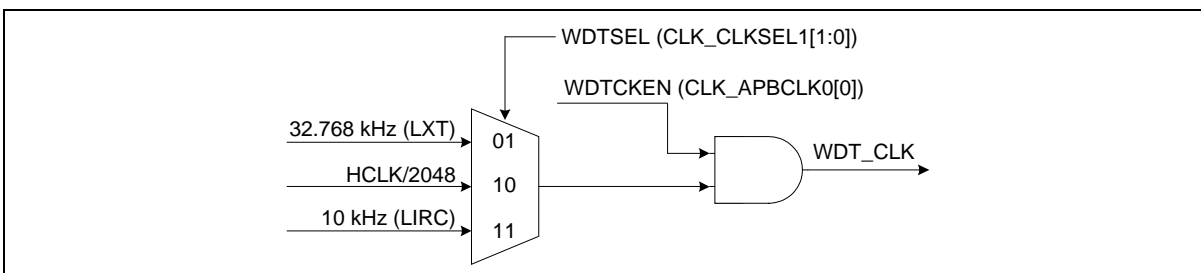 WDTSEL (CLK_CLKSEL1[1:0])
WDTCKEN (CLK_APBCLK0[0])
32.768 kHz (LXT)
01
WDT_CLK
HCLK/2048
10
10 kHz (LIRC)
11